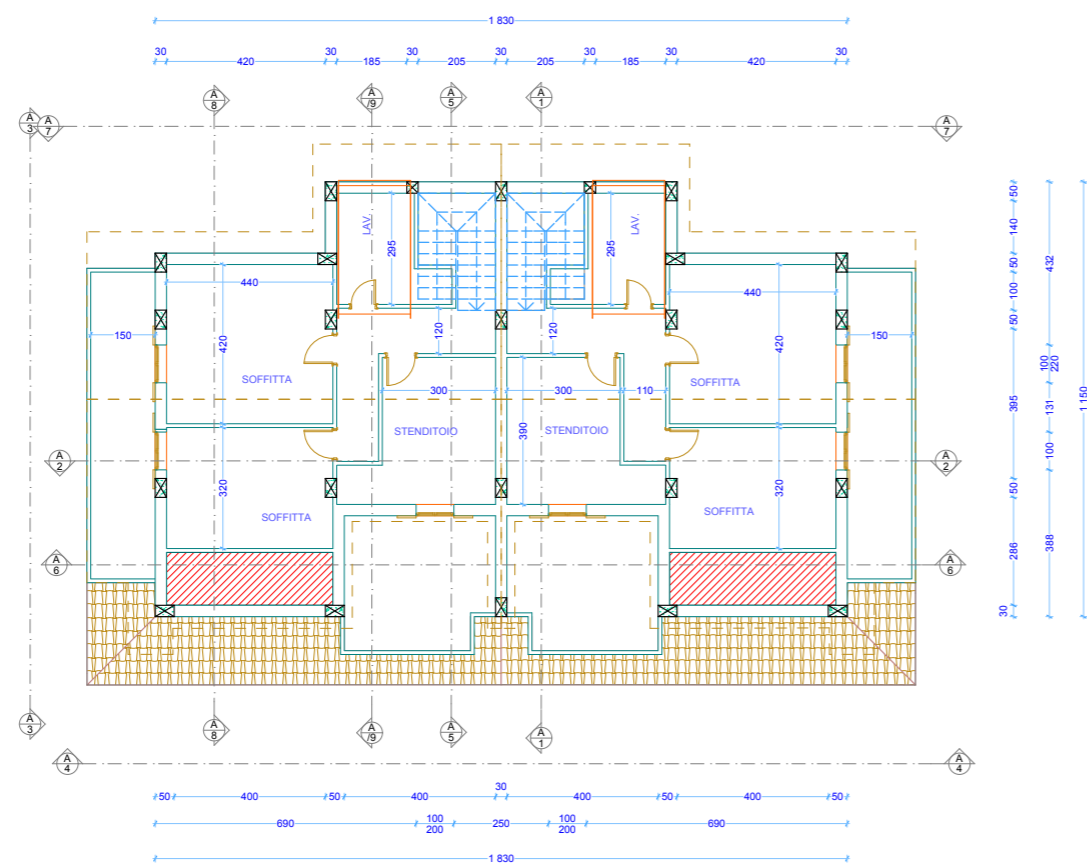 1 830
30 30 30 30 30 30 30
420 185 205 205 185 420
A 8
A /9
A 5
A 1
A 3
A 7
A 7
LAV.
LAV.
295
295
440
440
150
150
420
420
120
120
SOFFITTA
SOFFITTA
300
300
110
STENDITOIO
STENDITOIO
390
A 2
A 2
320
320
SOFFITTA
SOFFITTA
A 6
A 6
50
140
50
100
50
395
50
286
30
432
100 220
131
100
388
1 150
A 3
A 8
A /9
A 5
A 1
A 4
A 4
30
50 400 50 400 400 50 400 50
690 100 200 250 100 200 690
1 830